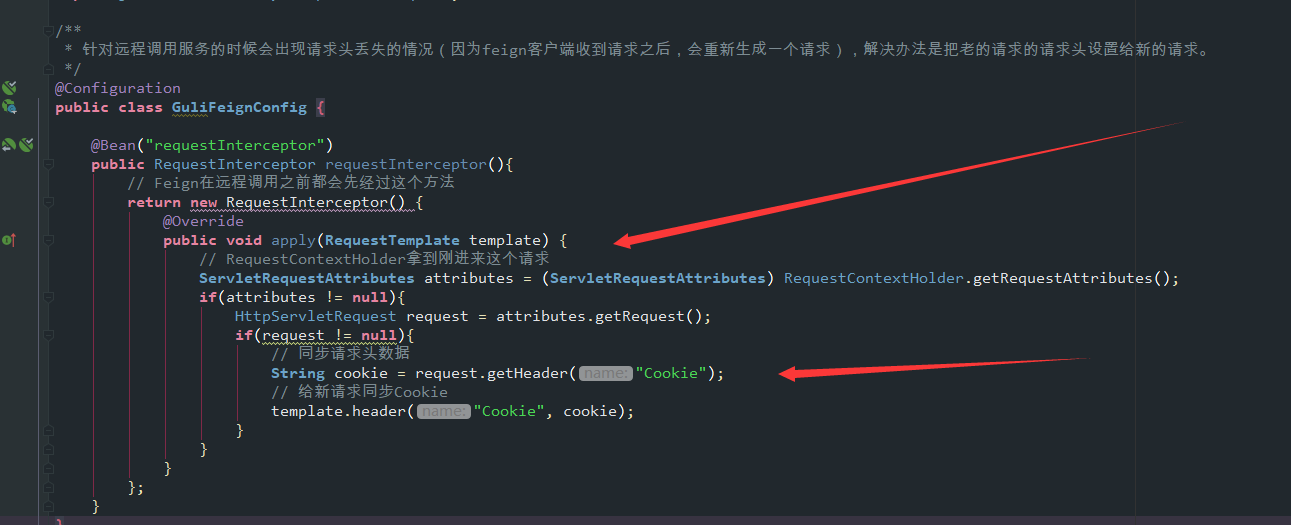 /**
 * 针对远程调用服务的时候会出现请求头丢失的情况（因为feign客户端收到请求之后，会重新生成一个请求），解决办法是把老的请求的请求头设置给新的请求。
 */
@Configuration
public class GuliFeignConfig {
@Bean("requestInterceptor")
public RequestInterceptor requestInterceptor(){
// Feign在远程调用之前都会先经过这个方法
return new RequestInterceptor() {
@Override
public void apply(RequestTemplate template) {
// RequestContextHolder拿到刚进来这个请求
ServletRequestAttributes attributes = (ServletRequestAttributes) RequestContextHolder.getRequestAttributes();
if(attributes != null){
HttpServletRequest request = attributes.getRequest();
if(request != null){
// 同步请求头数据
String cookie = request.getHeader( name: "Cookie");
// 给新请求同步Cookie
template.header( name: "Cookie", cookie);
}
}
}
};
}
}